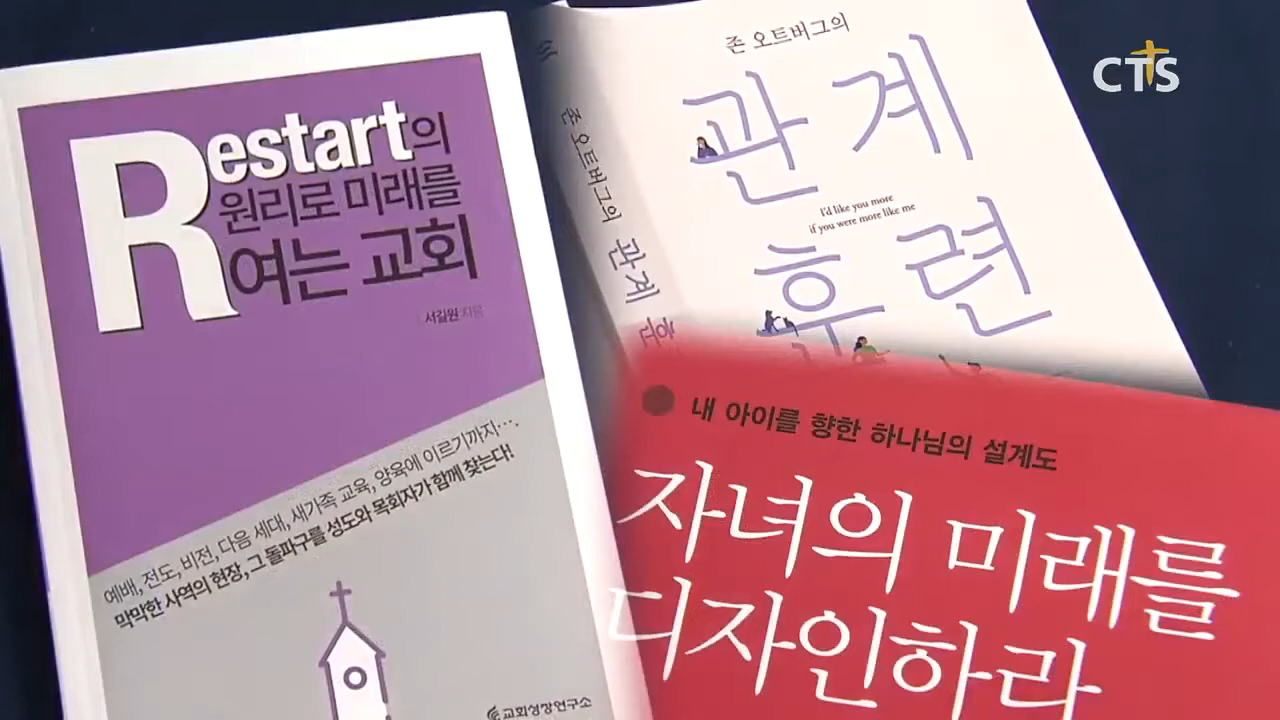 Restart의
원리로 미래를
여는 교회
서길원 지음
예배, 전도, 비전, 다음 세대, 새가족 교육, 양육에 이르기까지….
막막한 사역의 현장, 그 돌파구를 성도와 목회자가 함께 찾는다!
교회성장연구소
존 오트버그의 관계 훈
존 오트버그의
관계
I'd like you more
if you were more like me
훈련
CTS
내 아이를 향한 하나님의 설계도
자녀의 미래를
디자인하라